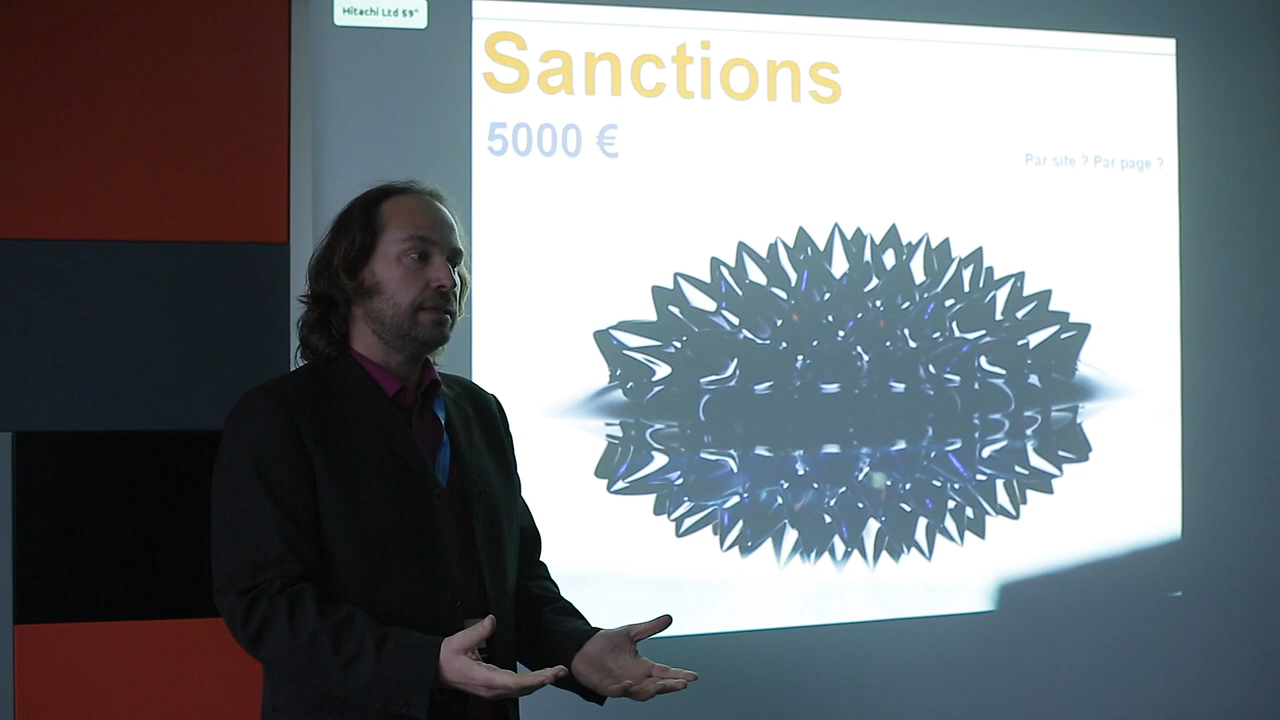 Hitachi Ltd 59"
Sanctions
5000 €
Par site ? Par page ?